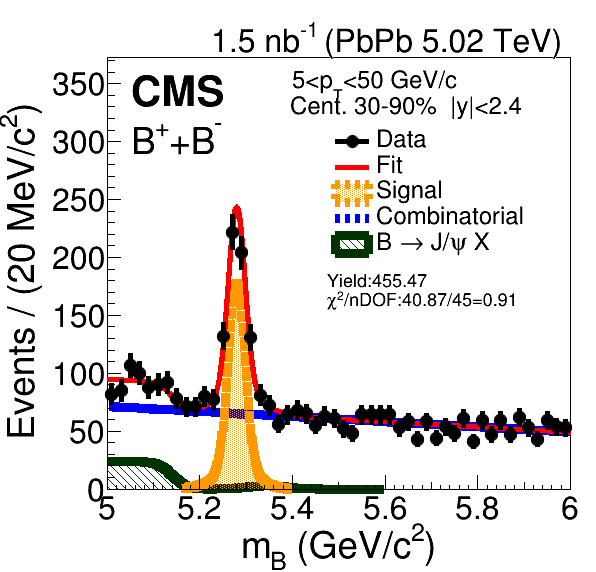 1.5 nb⁻¹ (PbPb 5.02 TeV)
CMS
B⁺+B⁻
5<p_T<50 GeV/c
Cent. 30-90% |y|<2.4
Data
Fit
Signal
Combinatorial
B → J/ψ X
Yield:455.47
χ²/nDOF:40.87/45=0.91
Events / (20 MeV/c²)
350
300
250
200
150
100
50
0
5 5.2 5.4 5.6 5.8 6
m_B (GeV/c²)